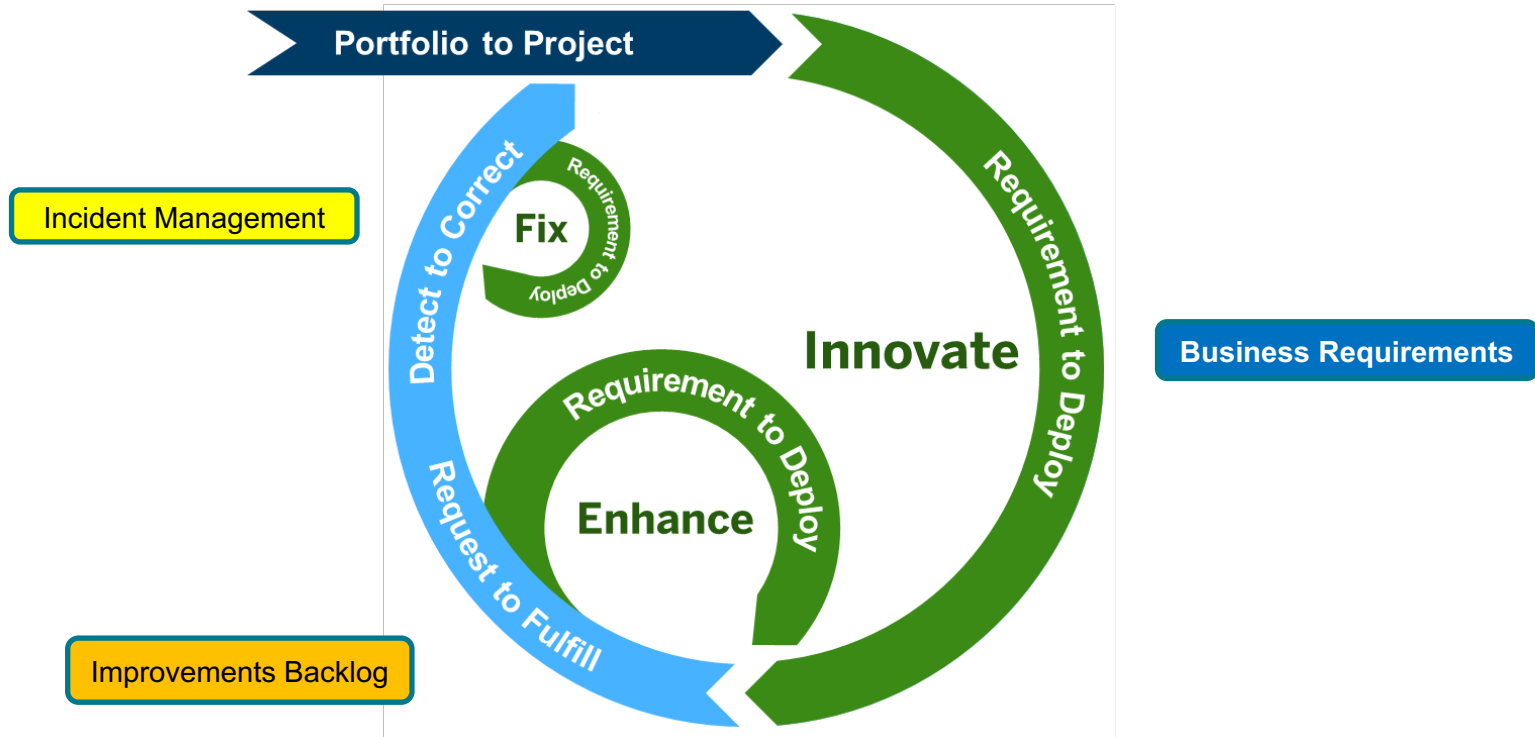 Portfolio to Project
Requirement to Deploy
Detect to Correct
Requirement to Deploy
Fix
Incident Management
Innovate
Business Requirements
Requirement to Deploy
Enhance
Request to Fulfill
Improvements Backlog